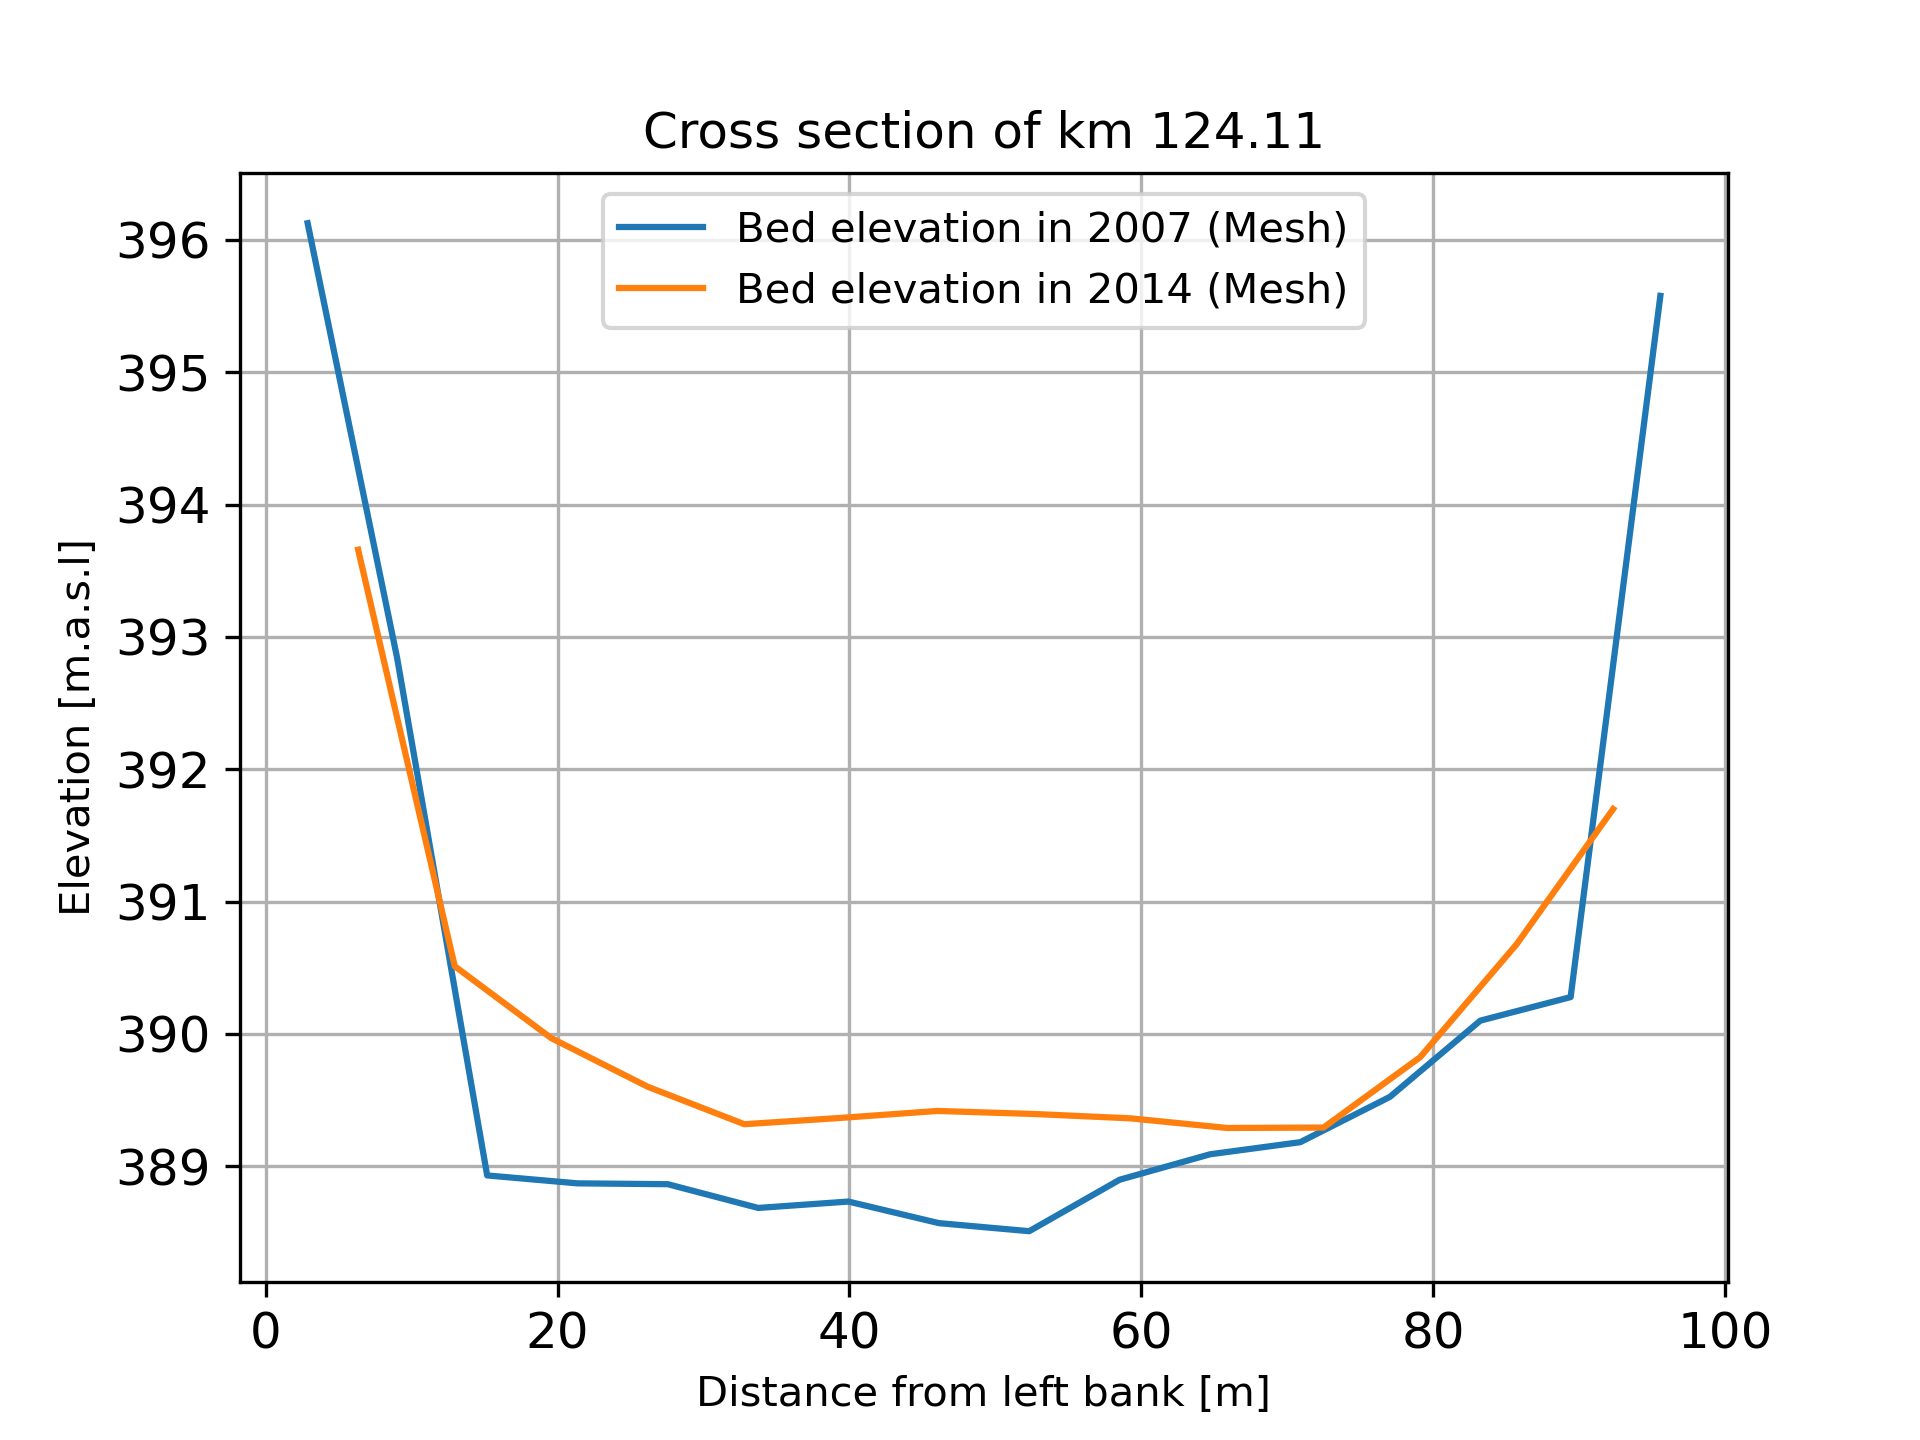 Cross section of km 124.11
Bed elevation in 2007 (Mesh)
Bed elevation in 2014 (Mesh)
396
395
394
393
392
391
390
389
Elevation [m.a.s.l]
0 20 40 60 80 100
Distance from left bank [m]